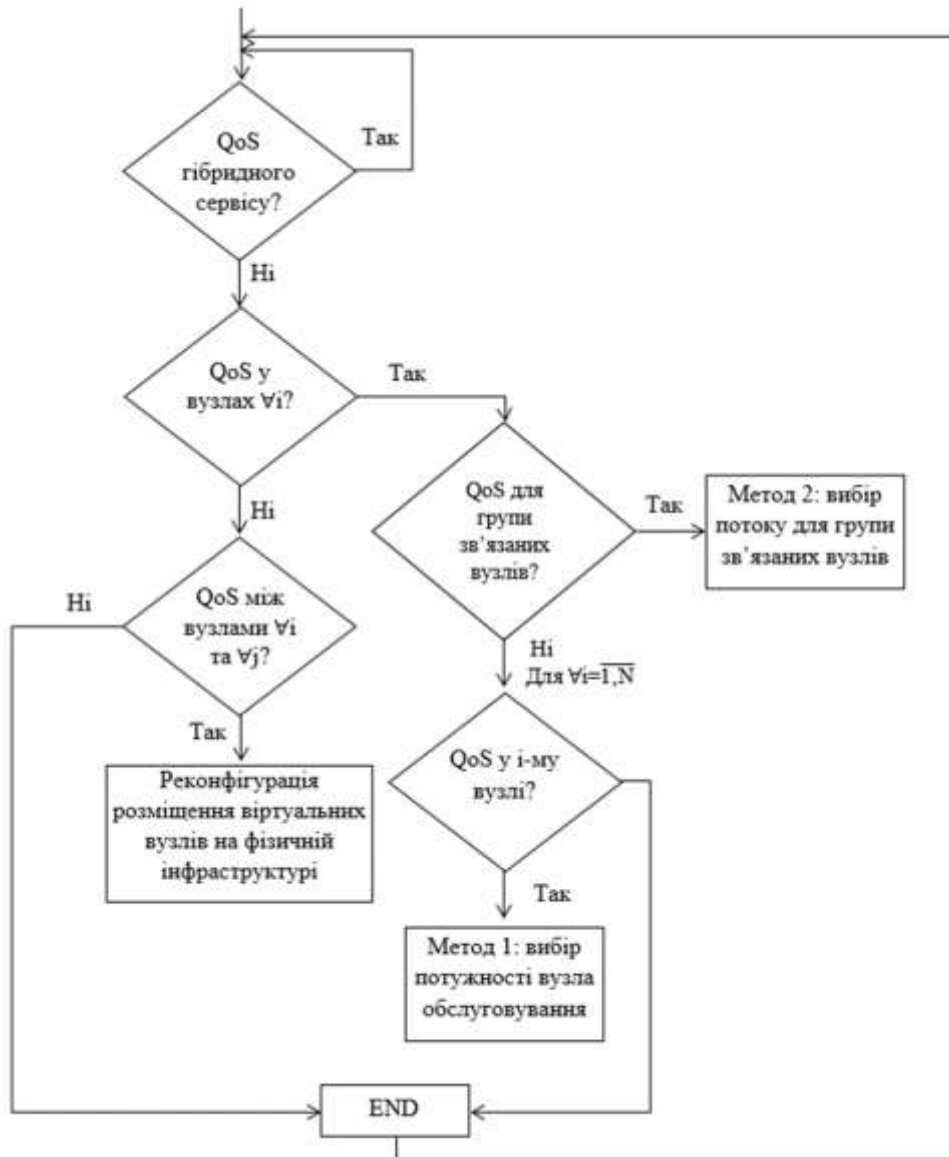 QoS
гібридного
сервісу?
Так
Ні
QoS у
вузлах ∀i?
Так
Ні
QoS для
групи
зв’язаних
вузлів?
Так
Метод 2: вибір
потоку для групи
зв’язаних вузлів
Ні
QoS між
вузлами ∀i
та ∀j?
Ні
Для ∀i=1,N
Так
QoS у і-му
вузлі?
Реконфігурація
розміщення віртуальних
вузлів на фізичній
інфраструктурі
Так
Метод 1: вибір
потужності вузла
обслуговування
END